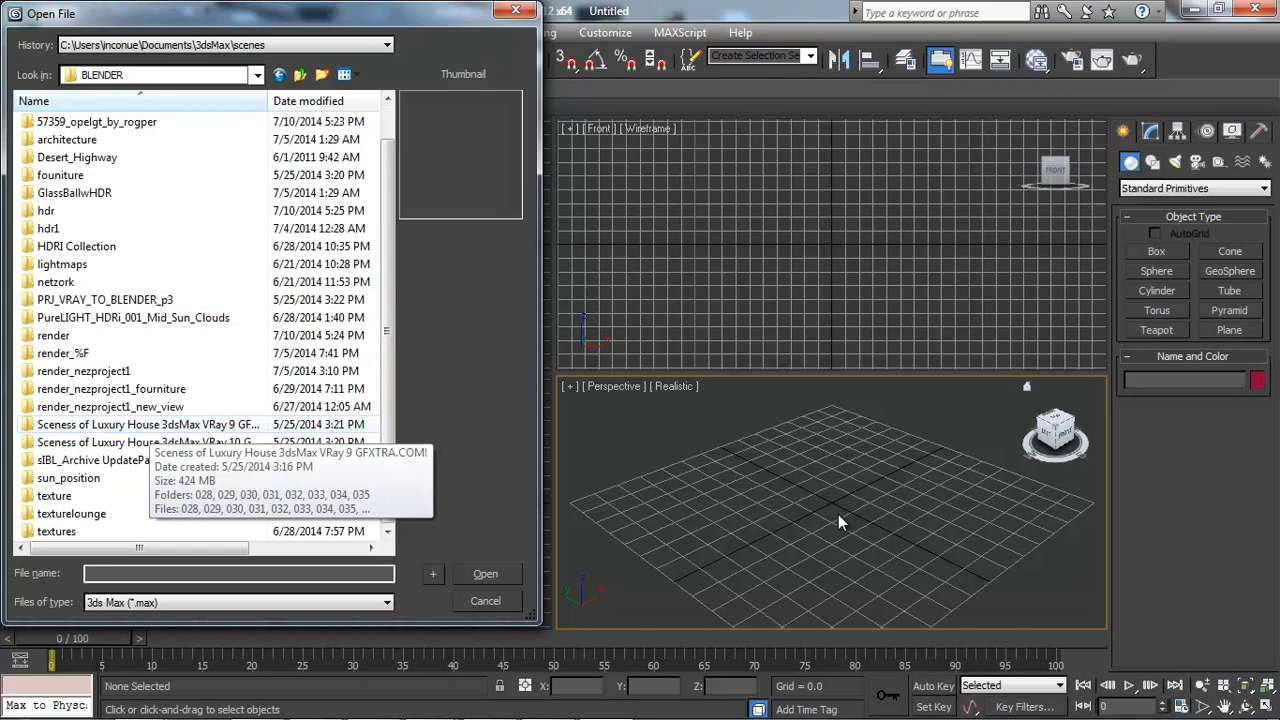 Open File
2 x64 Untitled
Type a keyword or phrase
History: C:\Users\inconue\Documents\3dsMax\scenes
Customize MAXScript Help
Look in: BLENDER
Thumbnail
3 % Create Selection Se
Name Date modified
57359_opelgt_by_rogper 7/10/2014 5:23 PM
architecture 7/5/2014 1:29 AM
Desert_Highway 6/1/2011 9:42 AM
founiture 5/25/2014 3:20 PM
GlassBallwHDR 7/5/2014 1:29 AM
hdr 7/10/2014 5:25 PM
hdr1 7/4/2014 12:28 AM
HDRI Collection 6/28/2014 10:35 PM
lightmaps 6/21/2014 10:28 PM
netzork 6/21/2014 11:53 PM
PRJ_VRAY_TO_BLENDER_p3 5/25/2014 3:22 PM
PureLIGHT_HDRi_001_Mid_Sun_Clouds 6/28/2014 1:40 PM
render 7/10/2014 5:24 PM
render_%F 7/5/2014 7:41 PM
render_nezproject1 7/5/2014 3:10 PM
render_nezproject1_fourniture 6/29/2014 7:11 PM
render_nezproject1_new_view 6/27/2014 12:05 AM
Sceness of Luxury House 3dsMax VRay 9 GF... 5/25/2014 3:21 PM
Sceness of Luxury House 3dsMax VRay 10 G... 5/25/2014 3:20 PM
sIBL_Archive UpdatePa
sun_position
texture
texturelounge
textures 6/28/2014 7:57 PM
Sceness of Luxury House 3dsMax VRay 9 GFXTRA.COM!
Date created: 5/25/2014 3:16 PM
Size: 424 MB
Folders: 028, 029, 030, 031, 032, 033, 034, 035
Files: 028, 029, 030, 031, 032, 033, 034, 035, ...
File name: + Open
Files of type: 3ds Max (*.max) Cancel
[ + ] [ Front ] [ Wireframe ]
FRONT
z
x
[ + ] [ Perspective ] [ Realistic ]
z
y x
Standard Primitives
Object Type
AutoGrid
Box Cone
Sphere GeoSphere
Cylinder Tube
Torus Pyramid
Teapot Plane
Name and Color
< 0 / 100 >
0 5 10 15 20 25 30 35 40 45 50 55 60 65 70 75 80 85 90 95 100
None Selected X: Y: Z: Grid = 0.0 Auto Key Selected
Max to Physc Click or click-and-drag to select objects Add Time Tag Set Key Key Filters... 0